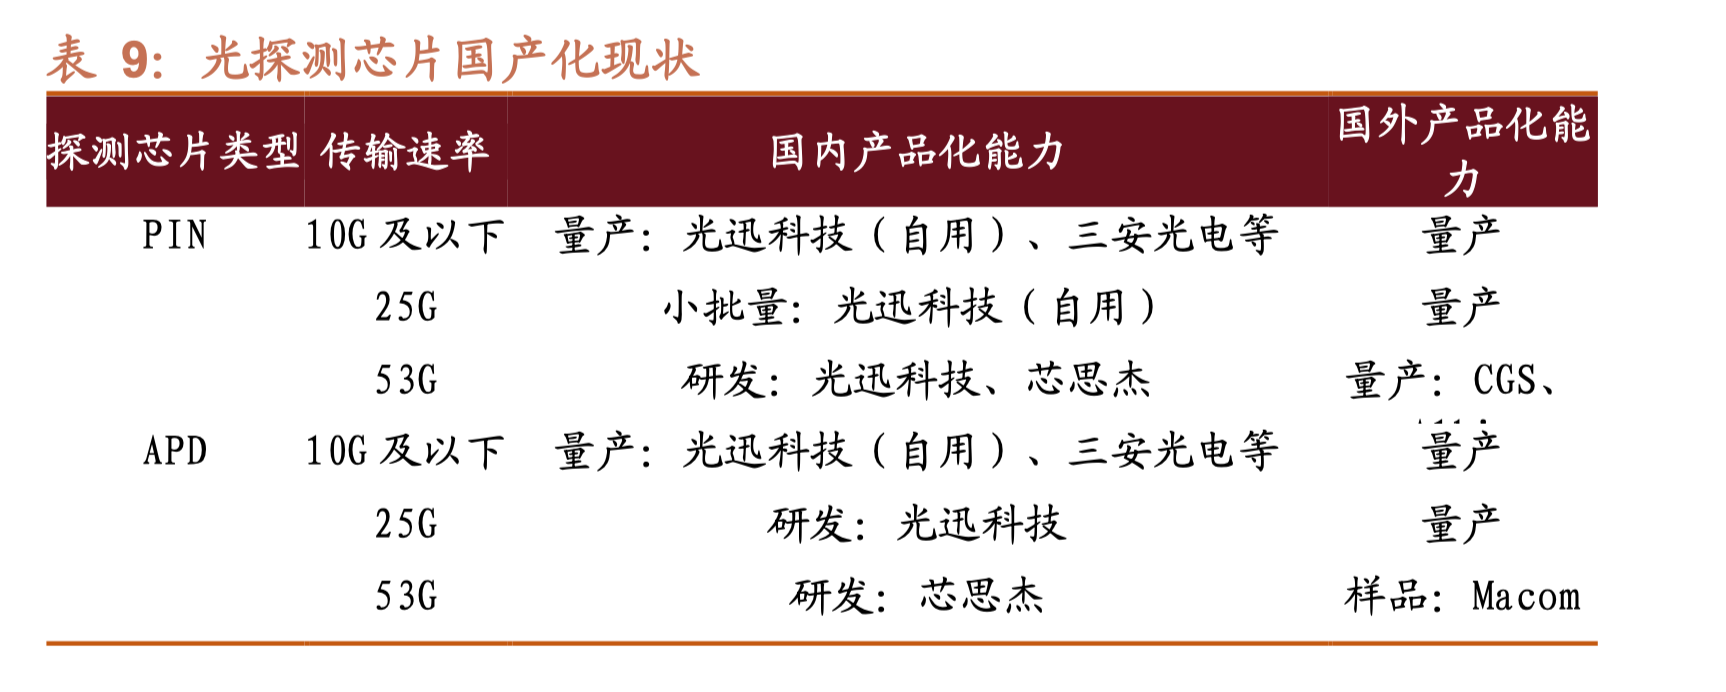 表 9：光探测芯片国产化现状
探测芯片类型 传输速率 国内产品化能力 国外产品化能力
PIN 10G 及以下 量产：光迅科技（自用）、三安光电等 量产
25G 小批量：光迅科技（自用） 量产
53G 研发：光迅科技、芯思杰 量产：CGS、
APD 10G 及以下 量产：光迅科技（自用）、三安光电等 量产
25G 研发：光迅科技 量产
53G 研发：芯思杰 样品：Macom